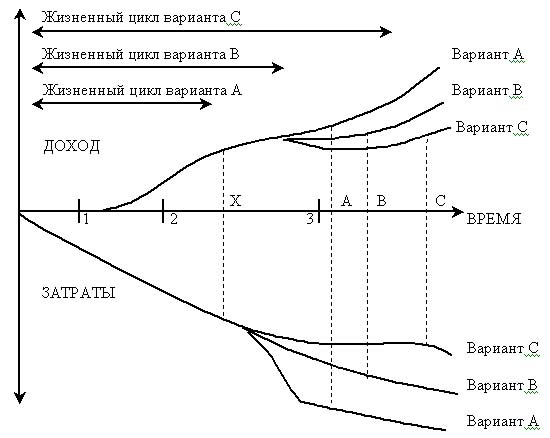 Жизненный цикл варианта С
Жизненный цикл варианта В
Жизненный цикл варианта А
Вариант А
Вариант В
Вариант С
ДОХОД
1
2
X
3
А
В
С
ВРЕМЯ
ЗАТРАТЫ
Вариант С
Вариант В
Вариант А